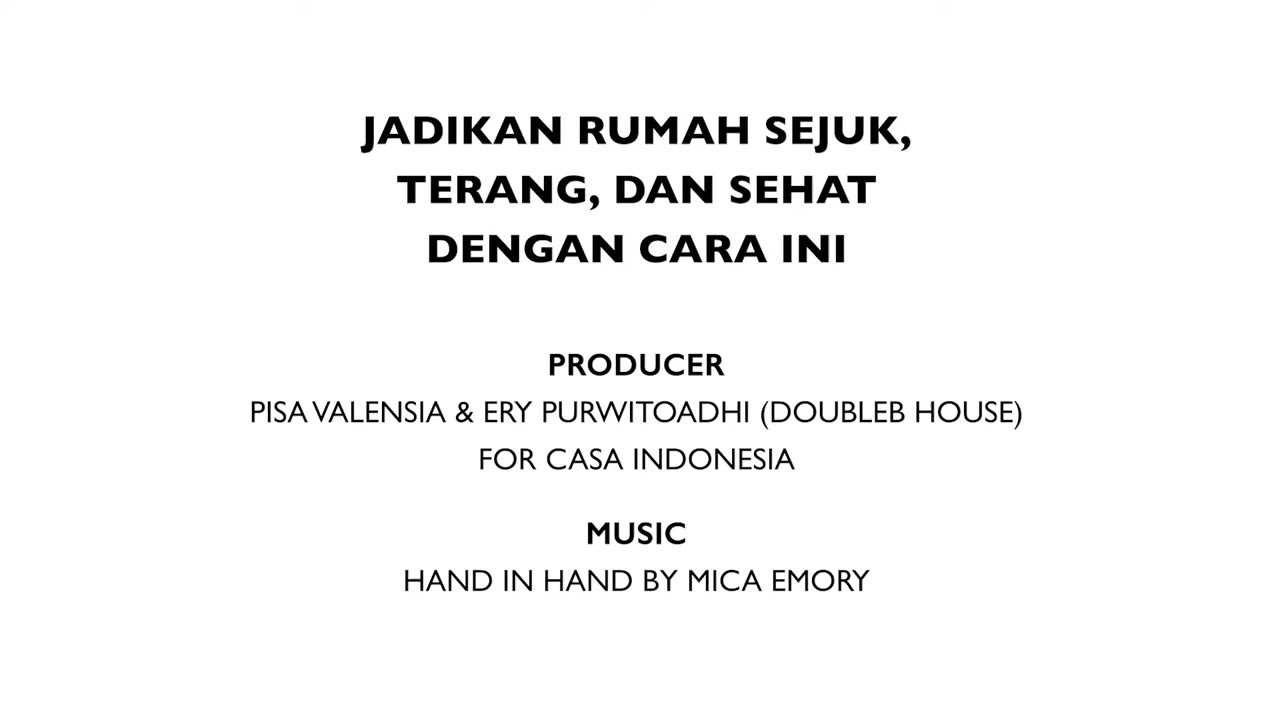 JADIKAN RUMAH SEJUK,
TERANG, DAN SEHAT
DENGAN CARA INI
PRODUCER
PISA VALENSIA & ERY PURWITOADHI (DOUBLEB HOUSE)
FOR CASA INDONESIA
MUSIC
HAND IN HAND BY MICA EMORY